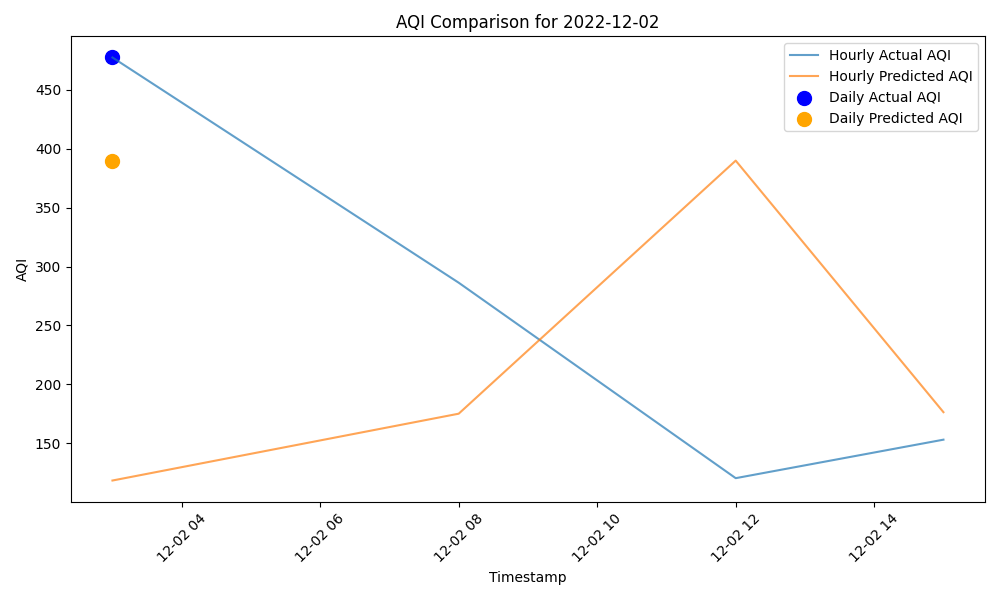 AQI Comparison for 2022-12-02
Hourly Actual AQI
Hourly Predicted AQI
Daily Actual AQI
Daily Predicted AQI
AQI
450
400
350
300
250
200
150
12-02 04
12-02 06
12-02 08
12-02 10
12-02 12
12-02 14
Timestamp